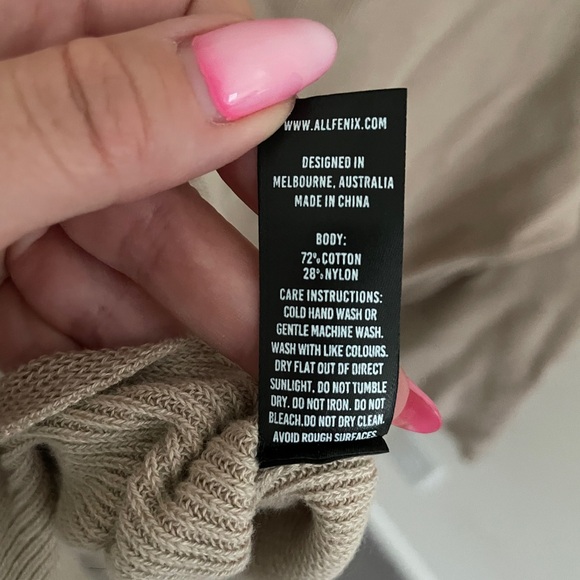 WWW.ALLFENIX.COM
DESIGNED IN
MELBOURNE, AUSTRALIA
MADE IN CHINA
BODY:
72% COTTON
28% NYLON
CARE INSTRUCTIONS:
COLD HAND WASH OR
GENTLE MACHINE WASH.
WASH WITH LIKE COLOURS.
DRY FLAT OUT OF DIRECT
SUNLIGHT. DO NOT TUMBLE
DRY. DO NOT IRON. DO NOT
BLEACH.DO NOT DRY CLEAN.
AVOID ROUGH SURFACES